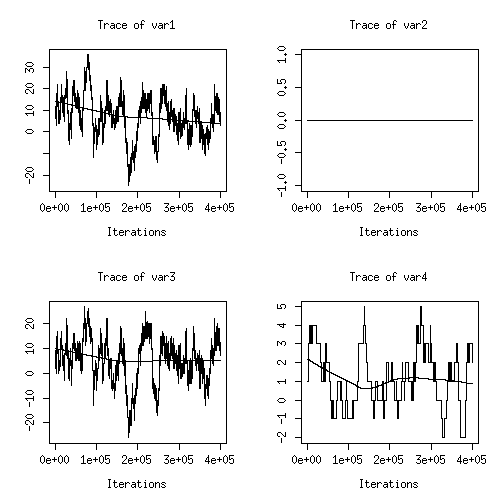 Trace of var1
30
20
10
0
-20
0e+00 1e+05 2e+05 3e+05 4e+05
Iterations
Trace of var2
1.0
0.5
0.0
-0.5
-1.0
0e+00 1e+05 2e+05 3e+05 4e+05
Iterations
Trace of var3
20
10
0
-10
-20
0e+00 1e+05 2e+05 3e+05 4e+05
Iterations
Trace of var4
5
4
3
2
1
0
-1
-2
0e+00 1e+05 2e+05 3e+05 4e+05
Iterations